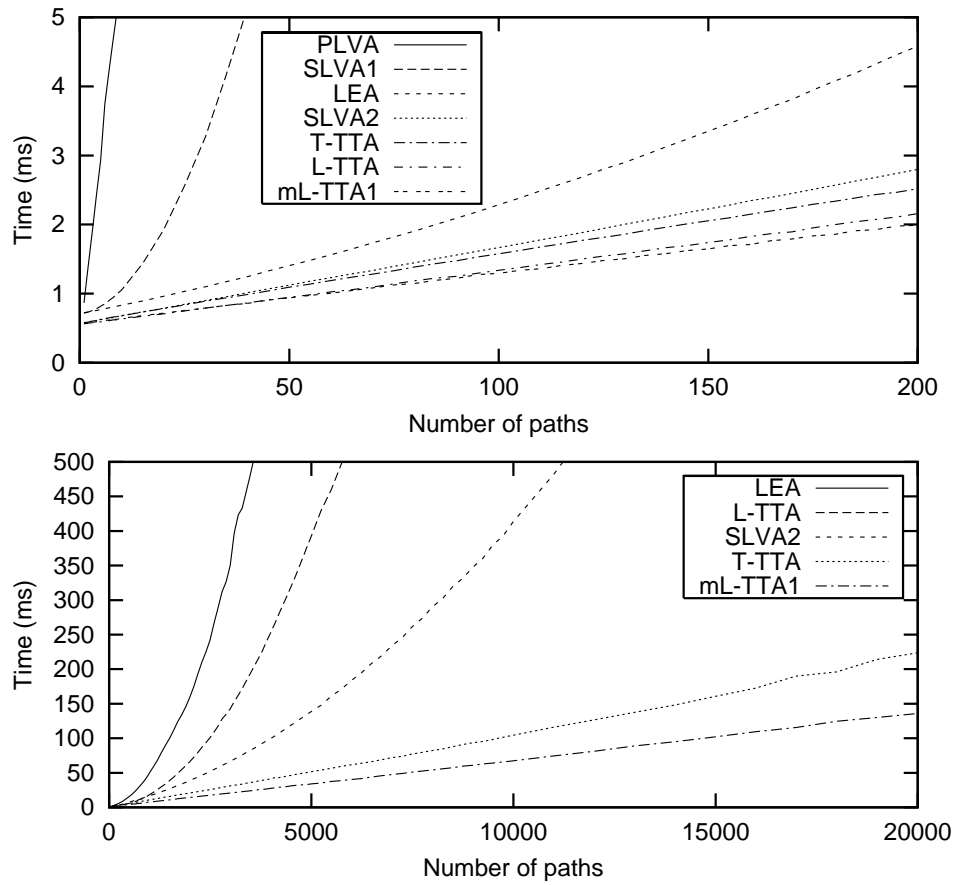 5
4
3
2
1
0
Time (ms)
PLVA
SLVA1
LEA
SLVA2
T-TTA
L-TTA
mL-TTA1
0 50 100 150 200
Number of paths
500
450
400
350
300
250
200
150
100
50
0
Time (ms)
LEA
L-TTA
SLVA2
T-TTA
mL-TTA1
0 5000 10000 15000 20000
Number of paths